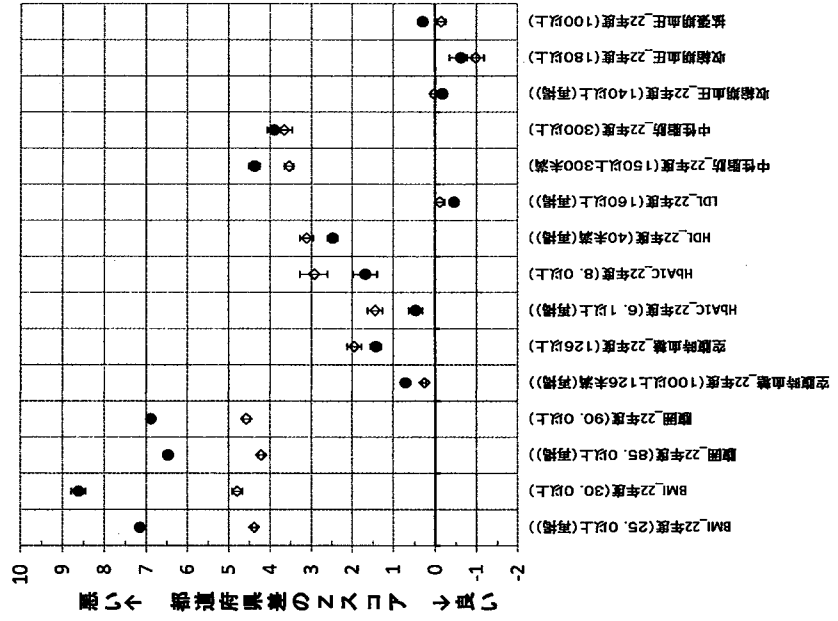 拡張期血圧_22年度(100以上)
収縮期血圧_22年度(180以上)
収縮期血圧_22年度(140以上(再掲))
中性脂肪_22年度(300以上)
中性脂肪_22年度(150以上300未満)
LDL_22年度(160以上(再掲))
HDL_22年度(40未満(再掲))
HbA1C_22年度(8. 0以上)
HbA1C_22年度(6. 1以上(再掲))
空腹時血糖_22年度(126以上)
空腹時血糖_22年度(100以上126未満(再掲))
腹囲_22年度(90. 0以上)
腹囲_22年度(85. 0以上(再掲))
BMI_22年度(30. 0以上)
BMI_22年度(25. 0以上(再掲))
10 9 8 7 6 5 4 3 2 1 0 -1 -2
悪い↑ 都道府県差のZスコア ↓良い